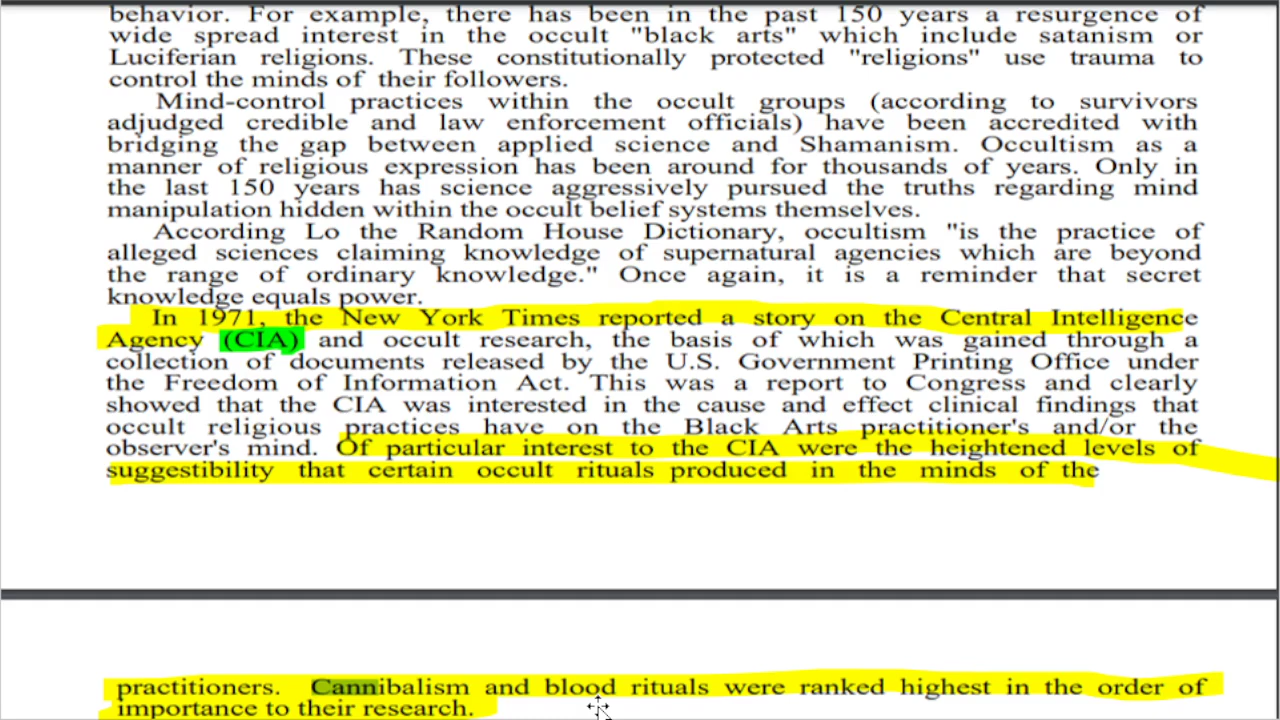 behavior. For example, there has been in the past 150 years a resurgence of
wide spread interest in the occult "black arts" which include satanism or
Luciferian religions. These constitutionally protected "religions" use trauma to
control the minds of their followers.
Mind-control practices within the occult groups (according to survivors
adjudged credible and law enforcement officials) have been accredited with
bridging the gap between applied science and Shamanism. Occultism as a
manner of religious expression has been around for thousands of years. Only in
the last 150 years has science aggressively pursued the truths regarding mind
manipulation hidden within the occult belief systems themselves.
According Lo the Random House Dictionary, occultism "is the practice of
alleged sciences claiming knowledge of supernatural agencies which are beyond
the range of ordinary knowledge." Once again, it is a reminder that secret
knowledge equals power.
In 1971, the New York Times reported a story on the Central Intelligence
Agency (CIA) and occult research, the basis of which was gained through a
collection of documents released by the U.S. Government Printing Office under
the Freedom of Information Act. This was a report to Congress and clearly
showed that the CIA was interested in the cause and effect clinical findings that
occult religious practices have on the Black Arts practitioner's and/or the
observer's mind. Of particular interest to the CIA were the heightened levels of
suggestibility that certain occult rituals produced in the minds of the
practitioners. Cannibalism and blood rituals were ranked highest in the order of
importance to their research.